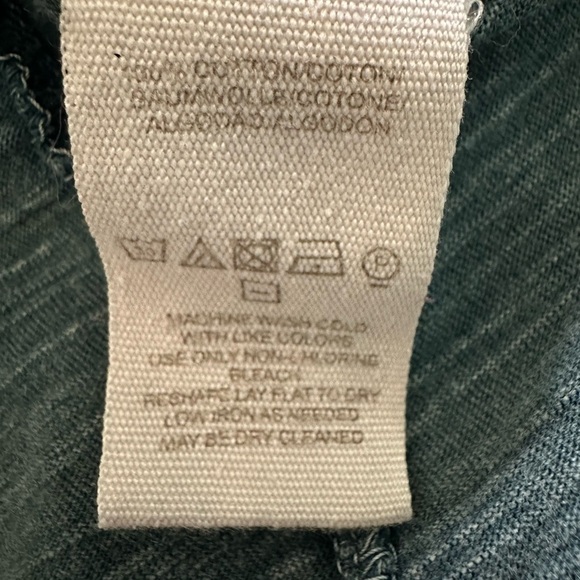 COTTON/COTON/
BAUMWOLLE/COTONE/
ALGODAO/ALGODON
MACHINE WASH COLD
WITH LIKE COLORS
USE ONLY NON-CHLORINE
BLEACH
RESHAPE LAY FLAT TO DRY
LOW IRON AS NEEDED
MAY BE DRY CLEANED